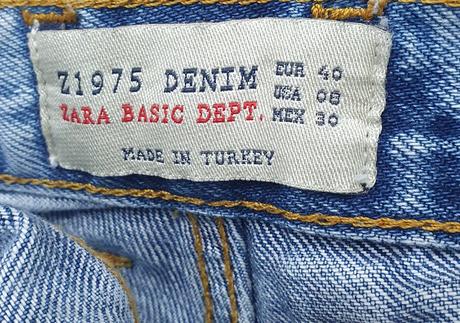 Z1975 DENIM
ZARA BASIC DEPT.
EUR 40
USA 08
MEX 30
MADE IN TURKEY